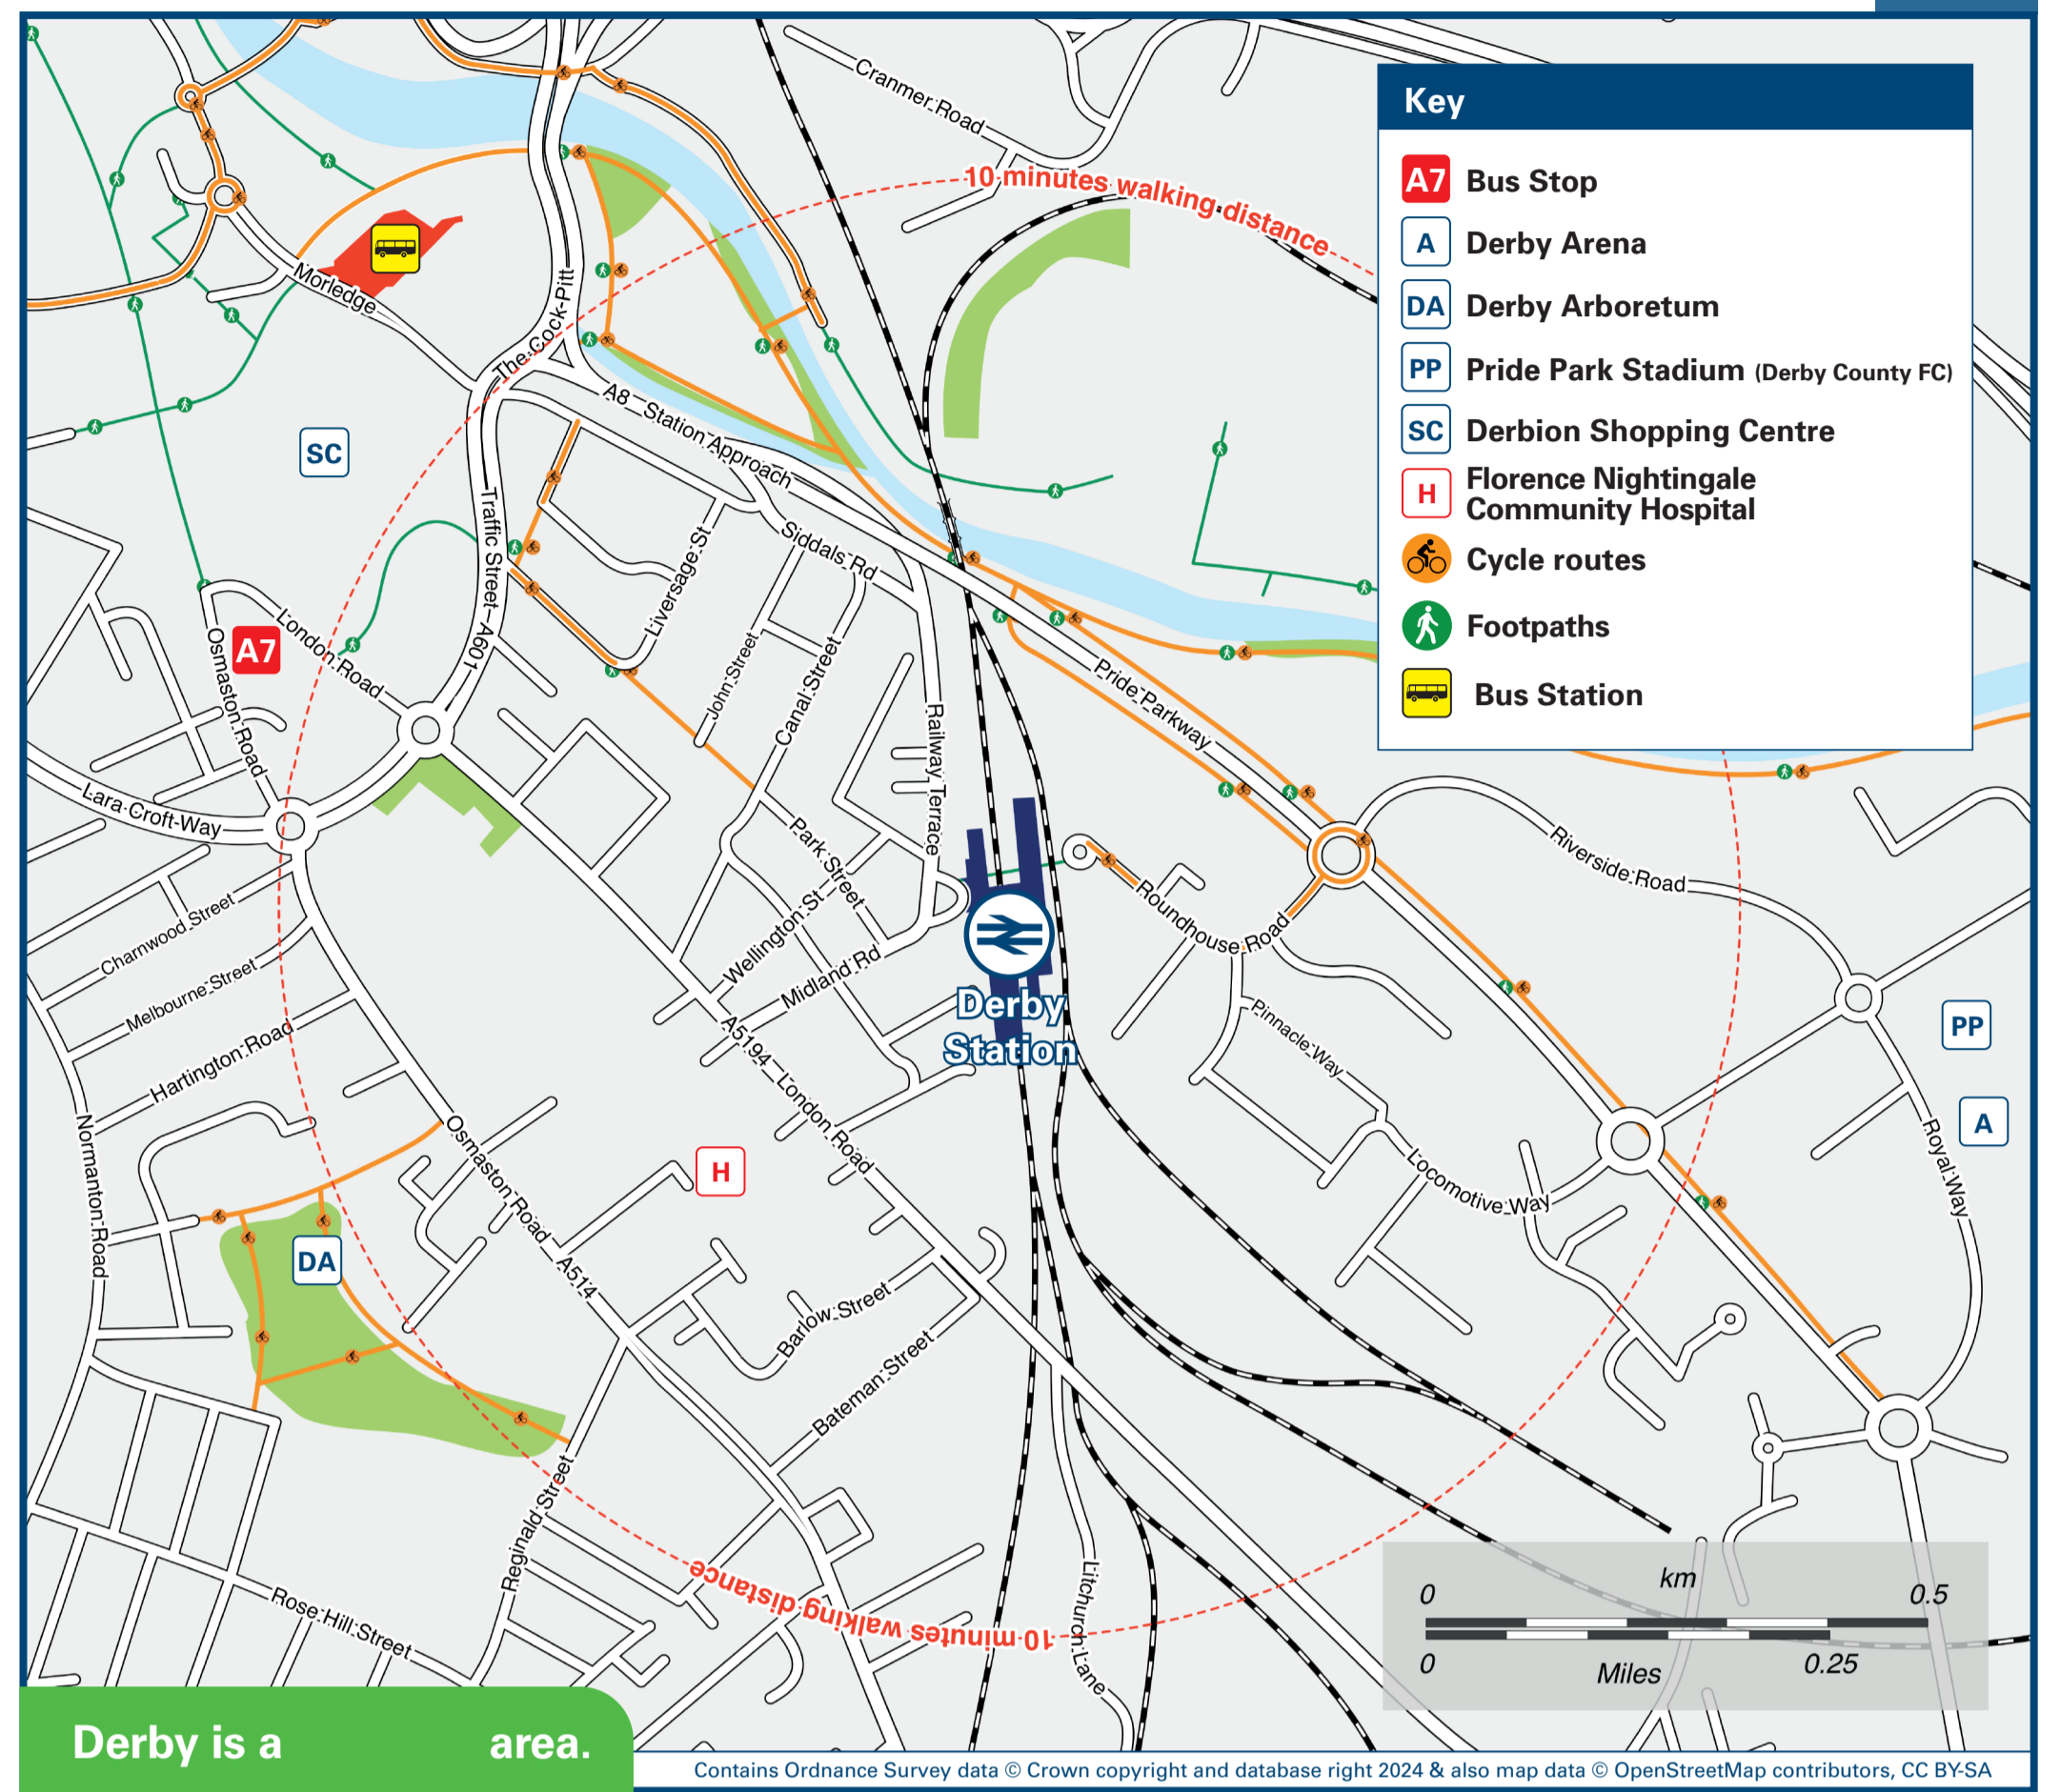 Key
A7 Bus Stop
A Derby Arena
DA Derby Arboretum
PP Pride Park Stadium (Derby County FC)
SC Derbion Shopping Centre
H Florence Nightingale
Community Hospital
Cycle routes
Footpaths
Bus Station
Cranmer Road
10 minutes walking distance
Morledge
The Cock-Pitt
A8 Station Approach
SC
Traffic Street A601
Siddals Rd
Liversage St
London Road
A7
Osmaston Road
John Street
Canal Street
Railway Terrace
Pride Parkway
Lara Croft Way
Park Street
Riverside Road
Roundhouse Road
Charnwood Street
Wellington St
Melbourne Street
Midland Rd
Derby
Station
Pinnacle Way
PP
Hartington Road
A5194 London Road
A
Normanton Road
Osmaston Road A514
H
Locomotive Way
Royal Way
DA
Barlow Street
Bateman Street
Reginald Street
10 minutes walking distance
Litchurch Lane
Rose Hill Street
km
0 0.5
0 0.25
Miles
Derby is a area.
Contains Ordnance Survey data © Crown copyright and database right 2024 & also map data © OpenStreetMap contributors, CC BY-SA